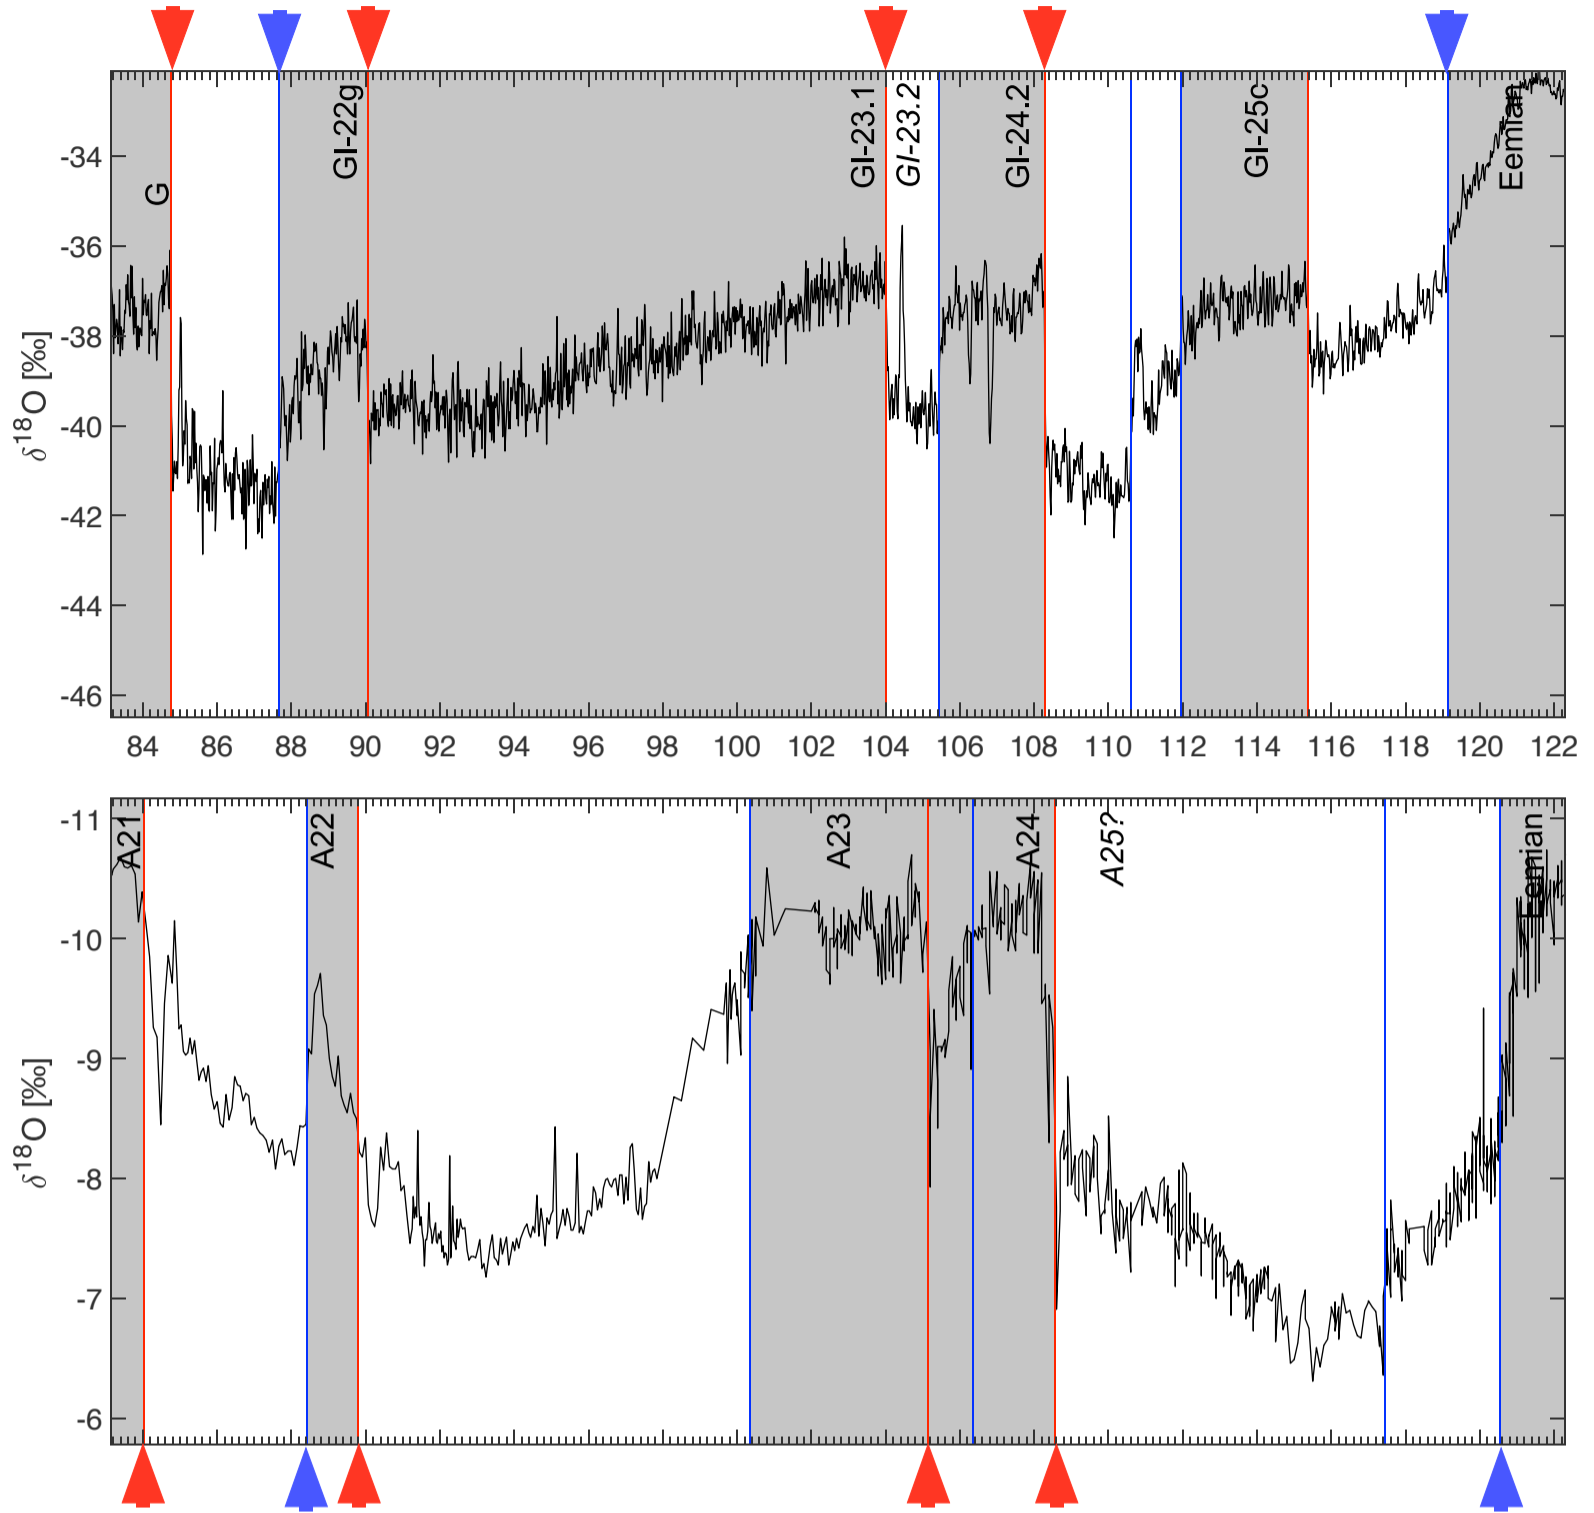 G
GI-22g
GI-23.1
GI-23.2
GI-24.2
GI-25c
Eemian
δ18O [‰]
-34
-36
-38
-40
-42
-44
-46
84 86 88 90 92 94 96 98 100 102 104 106 108 110 112 114 116 118 120 122
A21
A22
A23
A24
A25?
Eemian
δ18O [‰]
-11
-10
-9
-8
-7
-6